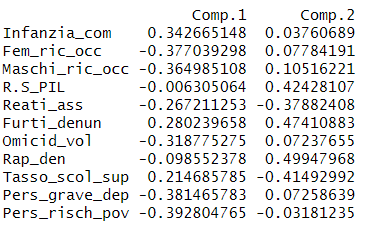 Comp.1 Comp.2
Infanzia_com 0.342665148 0.03760689
Fem_ric_occ -0.377039298 0.07784191
Maschi_ric_occ -0.364985108 0.10516221
R.S_PIL -0.006305064 0.42428107
Reati_ass -0.267211253 -0.37882408
Furti_denun 0.280239658 0.47410883
Omicid_vol -0.318775275 0.07237655
Rap_den -0.098552378 0.49947968
Tasso_scol_sup 0.214685785 -0.41492992
Pers_grave_dep -0.381465783 0.07258639
Pers_risch_pov -0.392804765 -0.03181235